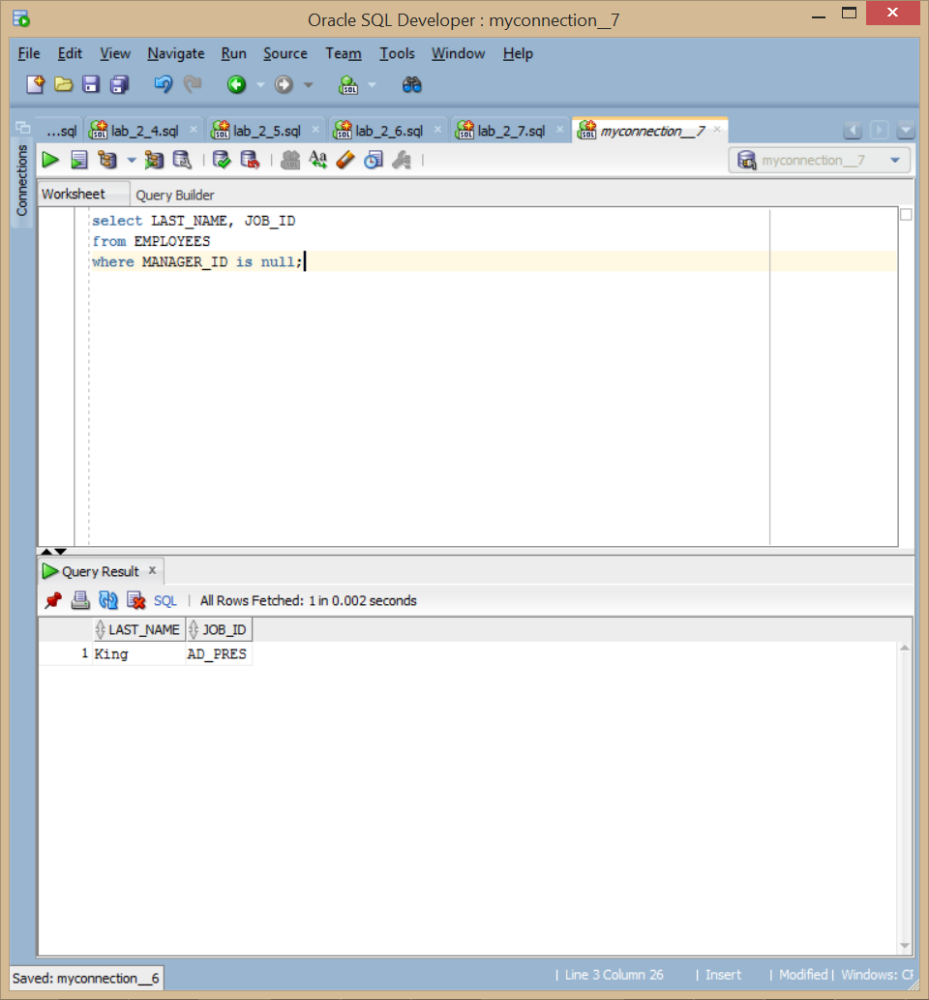 Oracle SQL Developer : myconnection__7
File Edit View Navigate Run Source Team Tools Window Help
...sql lab_2_4.sql lab_2_5.sql lab_2_6.sql lab_2_7.sql myconnection__7
Connections
myconnection__7
Worksheet Query Builder
select LAST_NAME, JOB_ID
from EMPLOYEES
where MANAGER_ID is null;
Query Result x
SQL | All Rows Fetched: 1 in 0.002 seconds
LAST_NAME JOB_ID
1 King AD_PRES
Saved: myconnection__6 | Line 3 Column 26 | Insert | Modified | Windows: